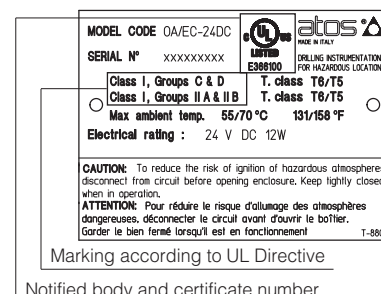 MODEL CODE OA/EC-24DC
c UL US LISTED E366100
atos
MADE IN ITALY
SERIAL N° xxxxxxxxx
DRILLING INSTRUMENTATION
FOR HAZARDOUS LOCATION
Class I, Groups C & D T. class T6/T5
Class I, Groups II A & II B T. class T6/T5
Max ambient temp. 55/70 °C 131/158 °F
Electrical rating : 24 V DC 12W
CAUTION: To reduce the risk of ignition of hazardous atmospheres
disconnect from circuit before opening enclosure. Keep tightly closed
when in operation.
ATTENTION: Pour réduire le risque d'allumage des atmosphères
dangereuses, déconnecter le circuit avant d'ouvrir le boîtier.
Garder le bien fermé lorsqu'il est en fonctionnement T-880
Marking according to UL Directive
Notified body and certificate number